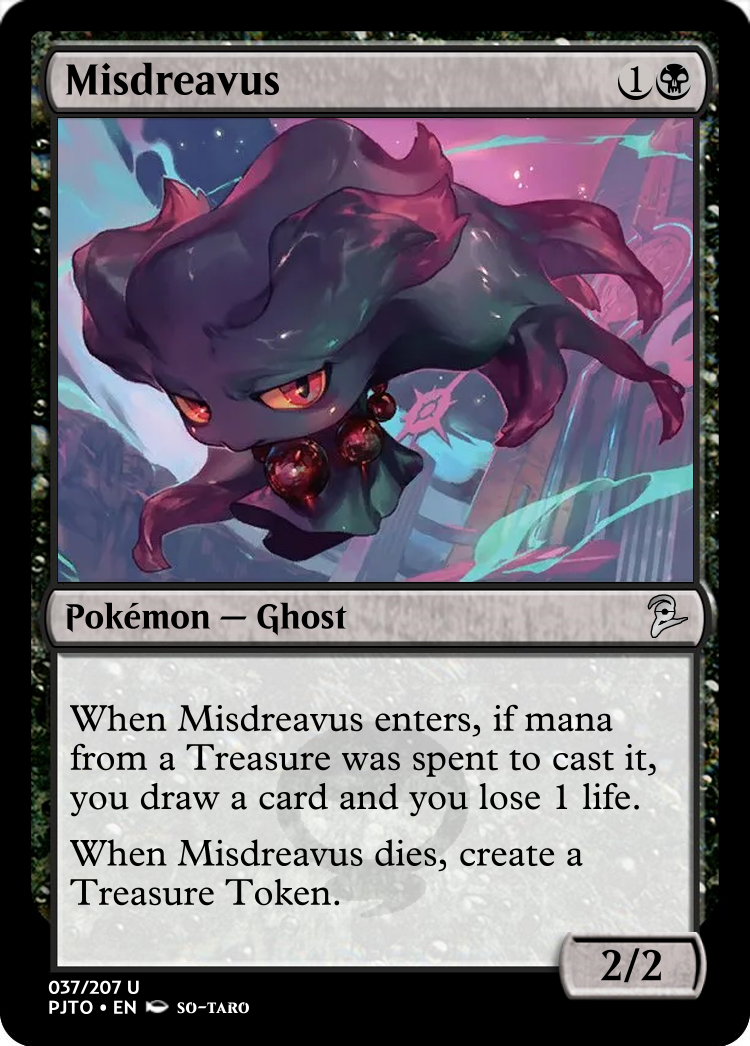 Misdreavus 1
Pokémon — Ghost
When Misdreavus enters, if mana
from a Treasure was spent to cast it,
you draw a card and you lose 1 life.
When Misdreavus dies, create a
Treasure Token.
2/2
037/207 U
PJTO • EN SO-TARO